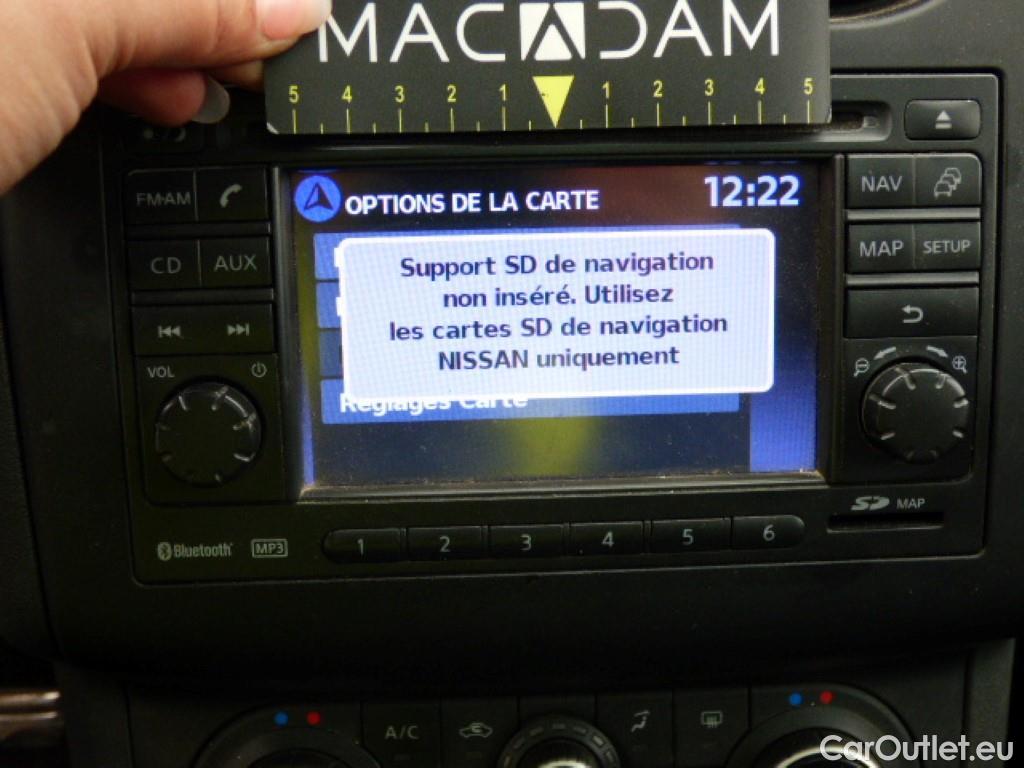 MACADAM
5 4 3 2 1 1 2 3 4 5
OPTIONS DE LA CARTE 12:22
Support SD de navigation
non inséré. Utilisez
les cartes SD de navigation
NISSAN uniquement
Réglages Carte
FM·AM
CD AUX
VOL
NAV
MAP SETUP
SD MAP
Bluetooth MP3
1 2 3 4 5 6
A/C
CarOutlet.eu